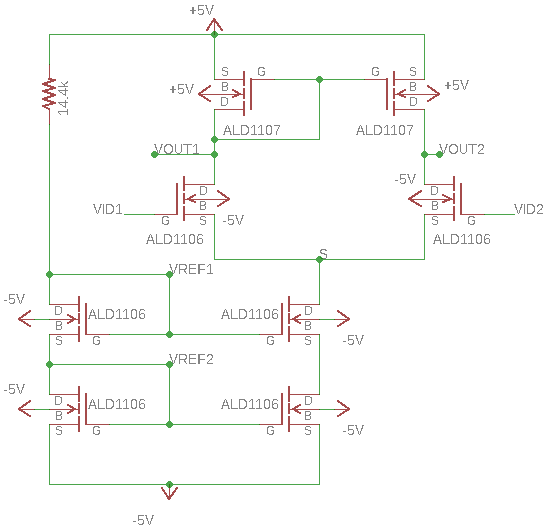 +5V
S
G
G
S
+5V
B
B
+5V
14.4k
D
D
ALD1107
ALD1107
VOUT1
VOUT2
-5V
D
D
VID1
B
B
VID2
G
S
-5V
S
G
ALD1106
ALD1106
S
VREF1
-5V
D
ALD1106
ALD1106
D
B
B
S
G
G
S
-5V
VREF2
-5V
D
ALD1106
ALD1106
D
B
B
S
G
G
S
-5V
-5V